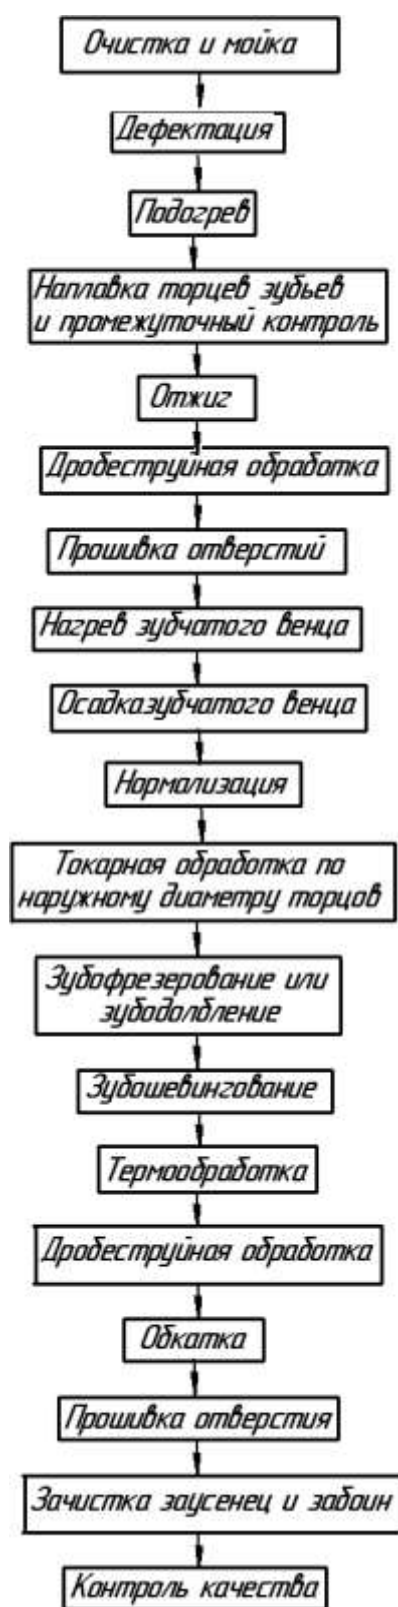 Очистка и мойка
Дефектация
Подогрев
Наплавка торцев зубьев
и промежуточный контроль
Отжиг
Дробеструйная обработка
Прошивка отверстий
Нагрев зубчатого венца
Осадказубчатого венца
Нормализация
Токарная обработка по
наружному диаметру торцов
Зубофрезерование или
зубодолбление
Зубошевингование
Термообработка
Дробеструйная обработка
Обкатка
Прошивка отверстия
Зачистка заусенец и забоин
Контроль качества